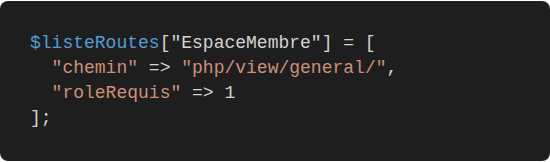 $listeRoutes["EspaceMembre"] = [
  "chemin" => "php/view/general/",
  "roleRequis" => 1
];